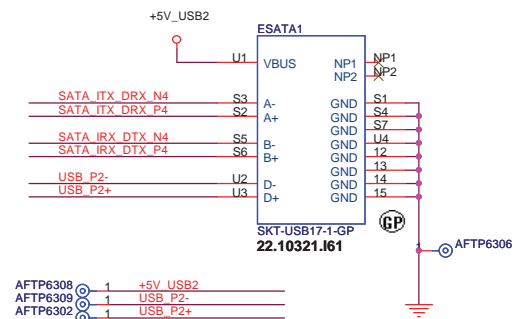 +5V_USB2
ESATA1
U1 VBUS NP1 NP1
NP2 NP2
SATA_ITX_DRX_N4 S3 A- GND S1
SATA_ITX_DRX_P4 S2 A+ GND S4
GND S7
SATA_IRX_DTX_N4 S5 B- GND U4
SATA_IRX_DTX_P4 S6 B+ GND 12
GND 13
USB_P2- U2 D- GND 14
USB_P2+ U3 D+ GND 15
SKT-USB17-1-GP GP
22.10321.I61
1 AFTP6306
AFTP6308 1 +5V_USB2
AFTP6309 1 USB_P2-
AFTP6302 1 USB_P2+